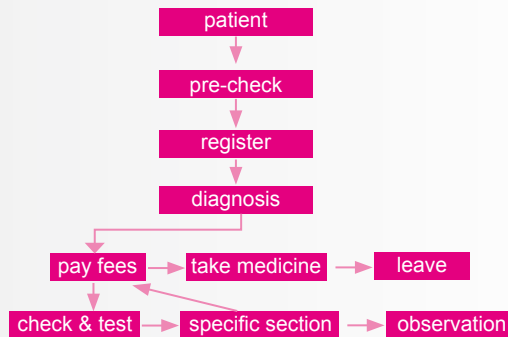 patient
pre-check
register
diagnosis
pay fees
take medicine
leave
check & test
specific section
observation